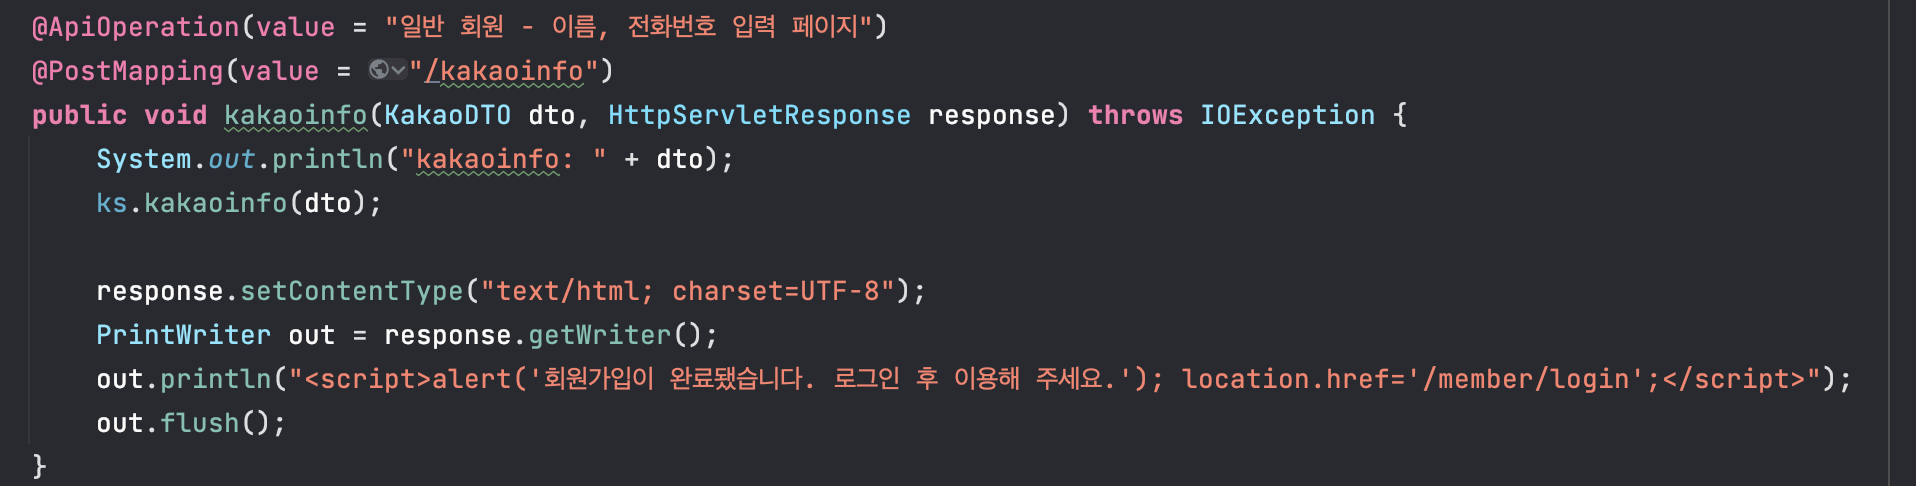 @ApiOperation(value = "일반 회원 - 이름, 전화번호 입력 페이지")
@PostMapping(value = "/kakaoinfo")
public void kakaoinfo(KakaoDTO dto, HttpServletResponse response) throws IOException {
System.out.println("kakaoinfo: " + dto);
ks.kakaoinfo(dto);
response.setContentType("text/html; charset=UTF-8");
PrintWriter out = response.getWriter();
out.println("<script>alert('회원가입이 완료됐습니다. 로그인 후 이용해 주세요.'); location.href='/member/login';</script>");
out.flush();
}